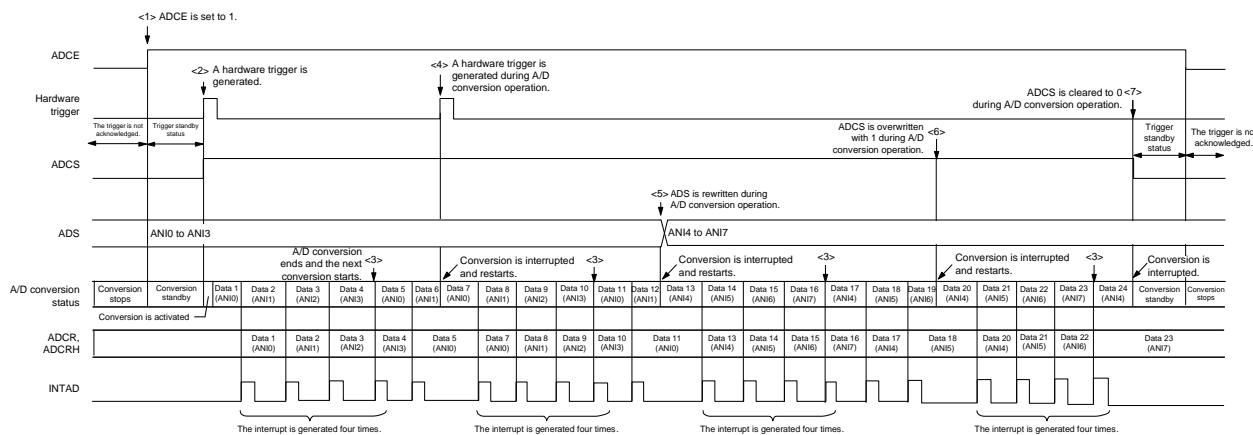 <1> ADCE is set to 1.
ADCE
<2> A hardware trigger is
generated.
<4> A hardware trigger is
generated during A/D
conversion operation.
Hardware
trigger
ADCS is cleared to 0 <7>
during A/D conversion operation.
The trigger is not
acknowledged.
Trigger standby
status
ADCS is overwritten
with 1 during A/D
conversion operation.
<6>
Trigger
standby
status
The trigger is not
acknowledged.
ADCS
<5> ADS is rewritten during
A/D conversion operation.
ADS
ANI0 to ANI3
ANI4 to ANI7
A/D conversion
ends and the next
conversion starts.
<3>
Conversion is interrupted
and restarts.
<3>
Conversion is interrupted
and restarts.
<3>
Conversion is interrupted
and restarts.
<3>
Conversion is
interrupted.
A/D conversion
status
Conversion
stops
Conversion
standby
Data 1
(ANI0)
Data 2
(ANI1)
Data 3
(ANI2)
Data 4
(ANI3)
Data 5
(ANI0)
Data 6
(ANI1)
Data 7
(ANI0)
Data 8
(ANI1)
Data 9
(ANI2)
Data 10
(ANI3)
Data 11
(ANI0)
Data 12
(ANI1)
Data 13
(ANI4)
Data 14
(ANI5)
Data 15
(ANI6)
Data 16
(ANI7)
Data 17
(ANI4)
Data 18
(ANI5)
Data 19
(ANI6)
Data 20
(ANI4)
Data 21
(ANI5)
Data 22
(ANI6)
Data 23
(ANI7)
Data 24
(ANI4)
Conversion
standby
Conversion
stops
Conversion is activated
ADCR,
ADCRH
Data 1
(ANI0)
Data 2
(ANI1)
Data 3
(ANI2)
Data 4
(ANI3)
Data 5
(ANI0)
Data 7
(ANI0)
Data 8
(ANI1)
Data 9
(ANI2)
Data 10
(ANI3)
Data 11
(ANI0)
Data 13
(ANI4)
Data 14
(ANI5)
Data 15
(ANI6)
Data 16
(ANI7)
Data 17
(ANI4)
Data 18
(ANI5)
Data 20
(ANI4)
Data 21
(ANI5)
Data 22
(ANI6)
Data 23
(ANI7)
INTAD
The interrupt is generated four times.
The interrupt is generated four times.
The interrupt is generated four times.
The interrupt is generated four times.